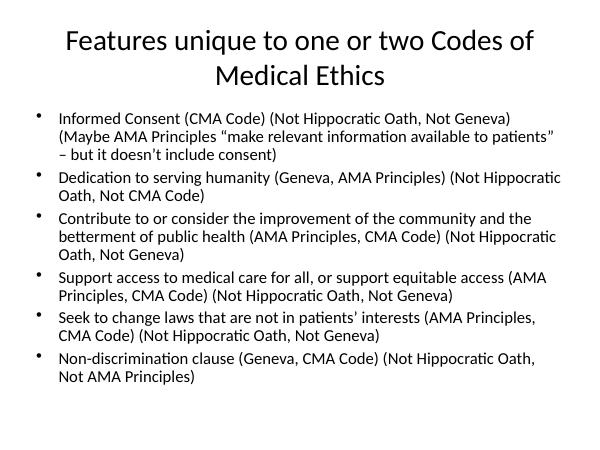 Features unique to one or two Codes of
Medical Ethics
• Informed Consent (CMA Code) (Not Hippocratic Oath, Not Geneva)
(Maybe AMA Principles “make relevant information available to patients”
– but it doesn’t include consent)
• Dedication to serving humanity (Geneva, AMA Principles) (Not Hippocratic
Oath, Not CMA Code)
• Contribute to or consider the improvement of the community and the
betterment of public health (AMA Principles, CMA Code) (Not Hippocratic
Oath, Not Geneva)
• Support access to medical care for all, or support equitable access (AMA
Principles, CMA Code) (Not Hippocratic Oath, Not Geneva)
• Seek to change laws that are not in patients’ interests (AMA Principles,
CMA Code) (Not Hippocratic Oath, Not Geneva)
• Non-discrimination clause (Geneva, CMA Code) (Not Hippocratic Oath,
Not AMA Principles)